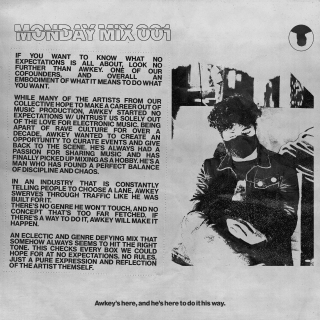 MONDAY MIX 001
IF YOU WANT TO KNOW WHAT NO
EXPECTATIONS IS ALL ABOUT, LOOK NO
FURTHER THAN AWKEY. ONE OF OUR
COFOUNDERS, AND OVERALL AN
EMBODIMENT OF WHAT IT MEANS TO DO WHAT
YOU WANT.
WHILE MANY OF THE ARTISTS FROM OUR
COLLECTIVE HOPE TO MAKE A CAREER OUT OF
MUSIC PRODUCTION, AWKEY STARTED NO
EXPECTATIONS W/ UNTRUST US SOLELY OUT
OF THE LOVE FOR ELECTRONIC MUSIC. BEING
APART OF RAVE CULTURE FOR OVER A
DECADE, AWKEY WANTED TO CREATE AN
OPPORTUNITY TO CURATE EVENTS AND GIVE
BACK TO THE SCENE. HE'S ALWAYS HAD A
PASSION FOR SHARING MUSIC AND HAS
FINALLY PICKED UP MIXING AS A HOBBY. HE'S A
MAN WHO HAS FOUND A PERFECT BALANCE
OF DISCIPLINE AND CHAOS.
IN AN INDUSTRY THAT IS CONSTANTLY
TELLING PEOPLE TO CHOOSE A LANE, AWKEY
SWERVES THROUGH TRAFFIC LIKE HE WAS
BUILT FOR IT.
THERE'S NO GENRE HE WON'T TOUCH, AND NO
CONCEPT THAT'S TOO FAR FETCHED. IF
THERE'S A WAY TO DO IT, AWKEY WILL MAKE IT
HAPPEN.
AN ECLECTIC AND GENRE DEFYING MIX THAT
SOMEHOW ALWAYS SEEMS TO HIT THE RIGHT
TONE. THIS CHECKS EVERY BOX WE COULD
HOPE FOR AT NO EXPECTATIONS. NO RULES,
JUST A PURE EXPRESSION AND REFLECTION
OF THE ARTIST THEMSELF.
Awkey's here, and he's here to do it his way.